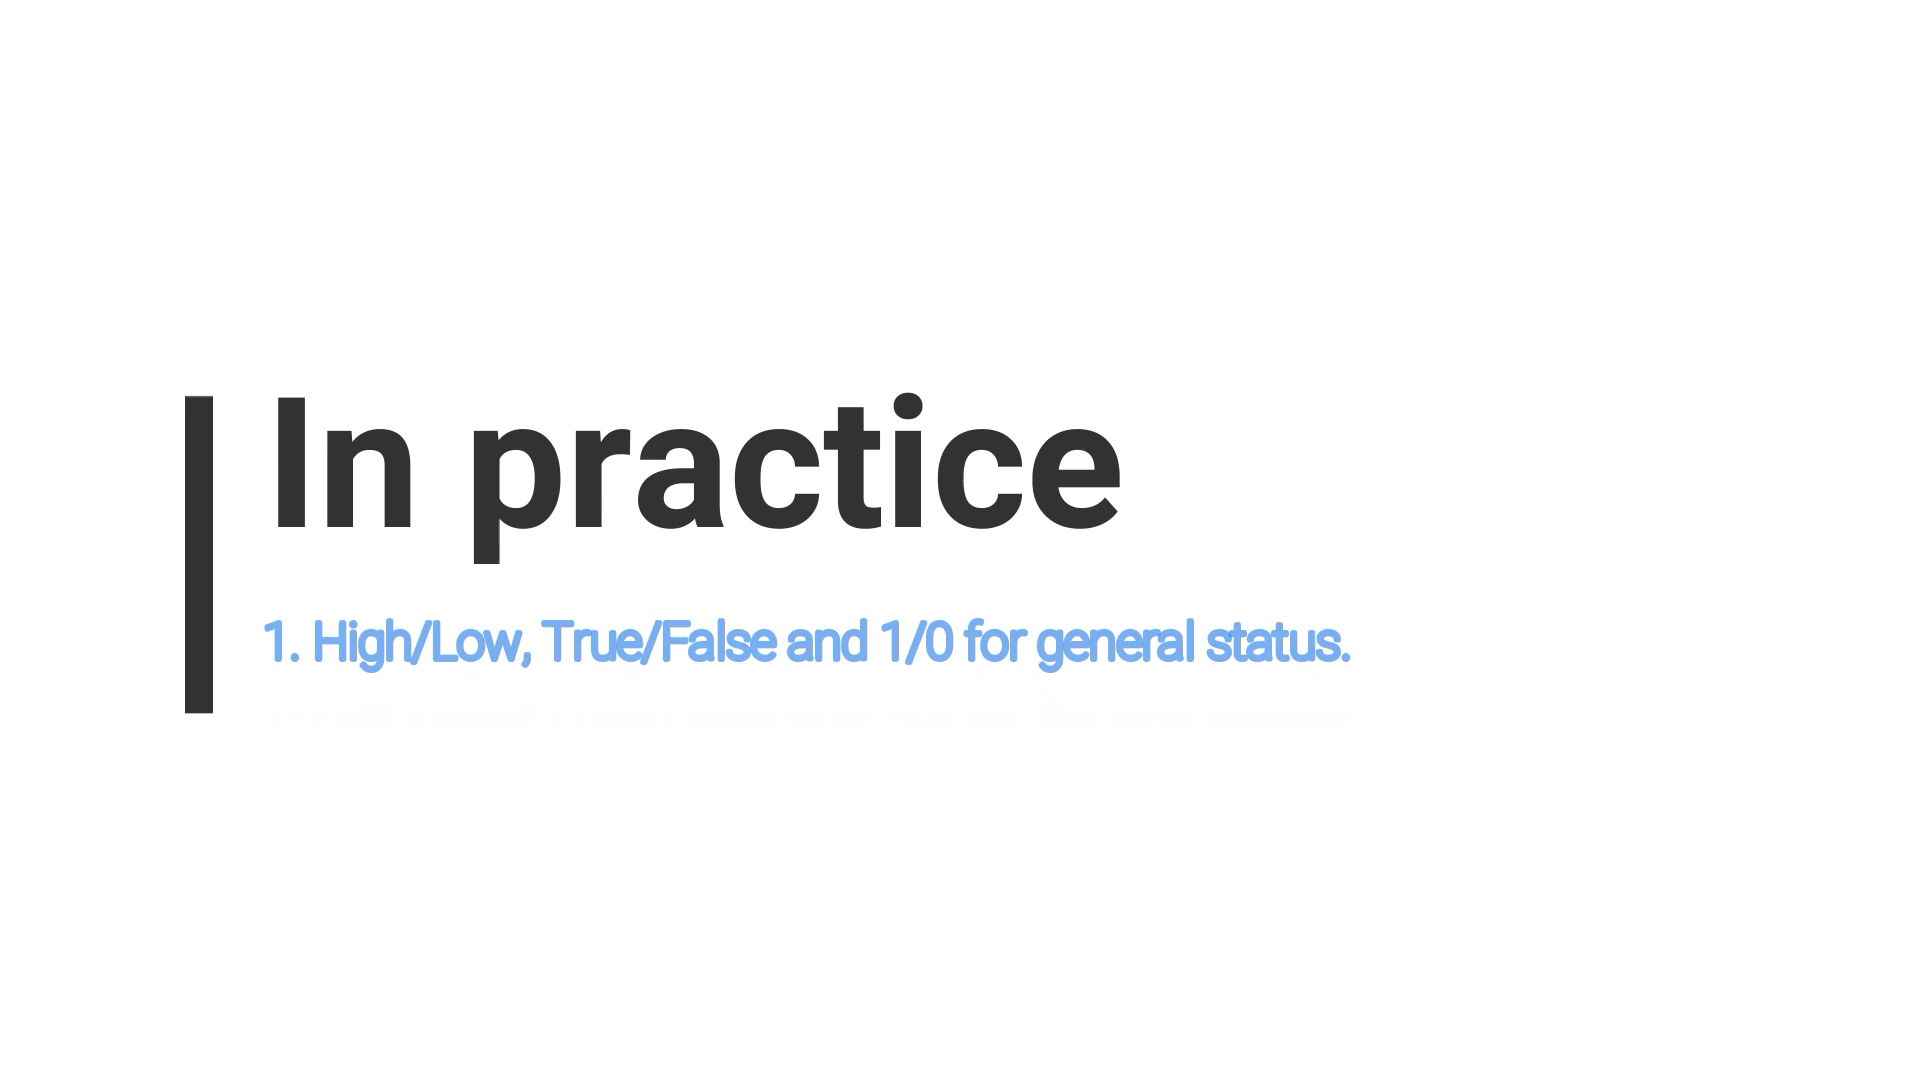 In practice
1. High/Low, True/False and 1/0 for general status.